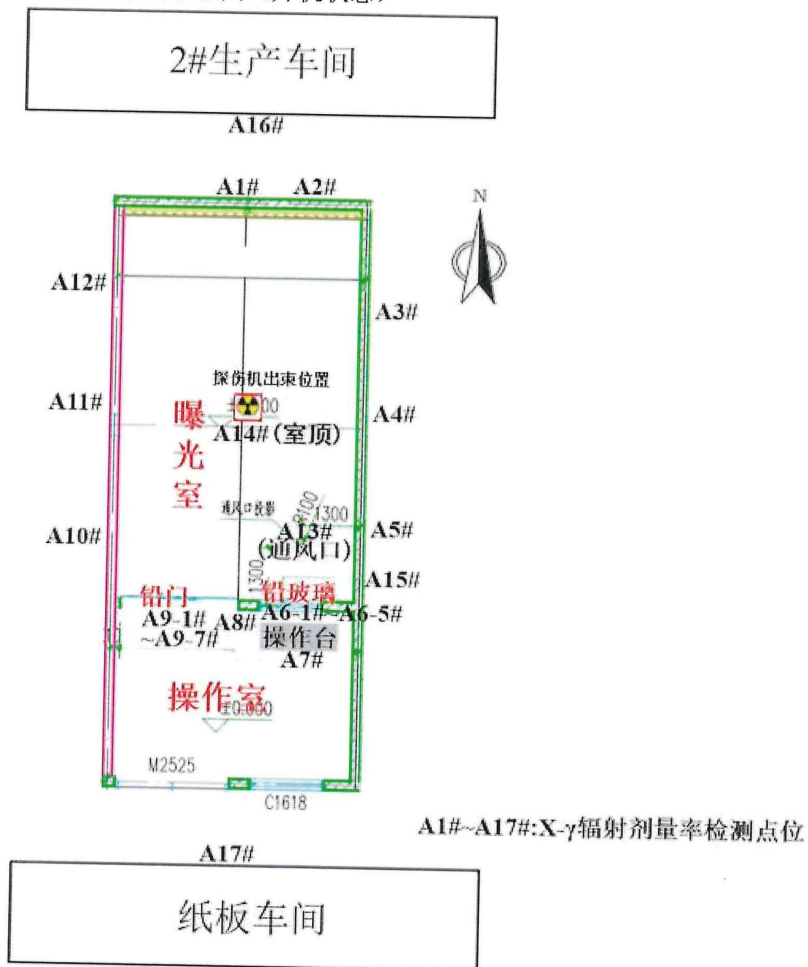 2#生产车间
A16#
A1# A2#
N
A12#
A3#
探伤机出束位置
A11#
曝光室
A4#
A14#(室顶)
通风口投影
1300
A10#
A13#
A5#
(通风口)
1300
A15#
铅门
铅玻璃
A9-1#
A6-1#~A6-5#
~A9-7#
A8#
操作台
A7#
操作室
±0.000
M2525
C1618
A1#~A17#:X-γ辐射剂量率检测点位
A17#
纸板车间